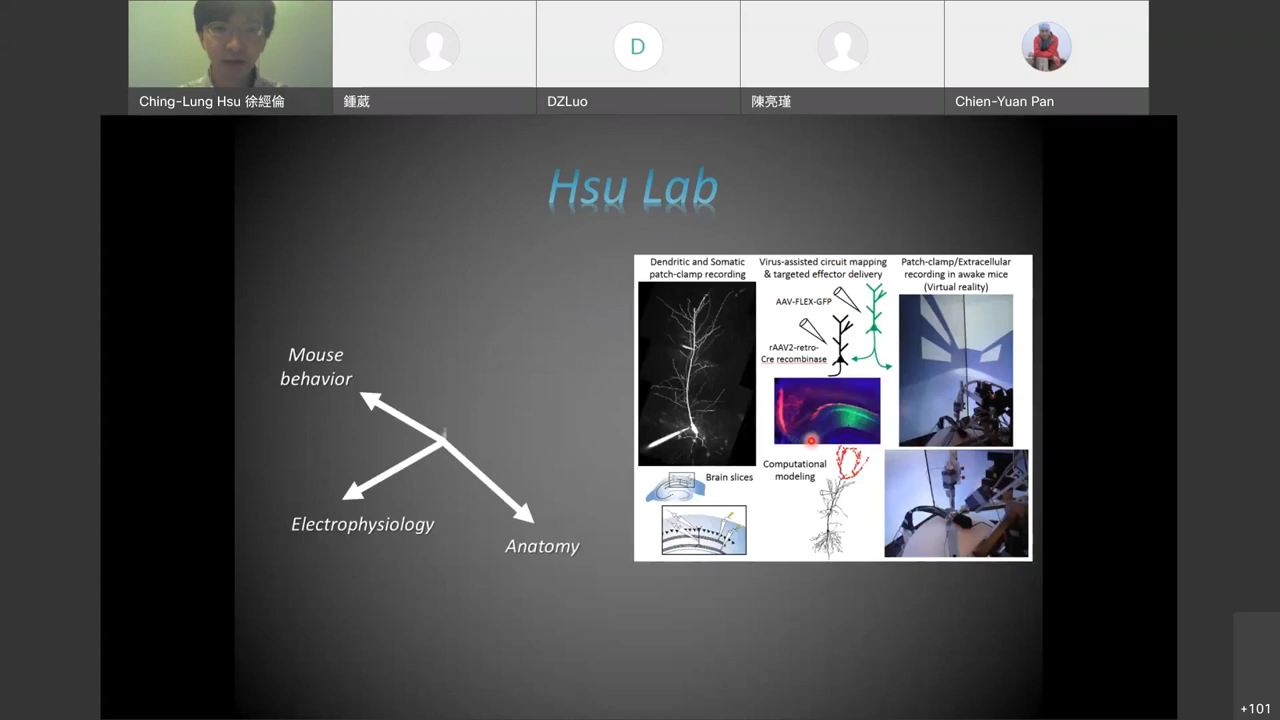 Ching-Lung Hsu 徐經倫
鍾葳
D
DZLuo
陳亮瑾
Chien-Yuan Pan
Hsu Lab
Mouse
behavior
Electrophysiology
Anatomy
Dendritic and Somatic
patch-clamp recording
Virus-assisted circuit mapping
& targeted effector delivery
Patch-clamp/Extracellular
recording in awake mice
(Virtual reality)
AAV-FLEX-GFP
rAAV2-retro-
Cre recombinase
Brain slices
Computational
modeling
+101